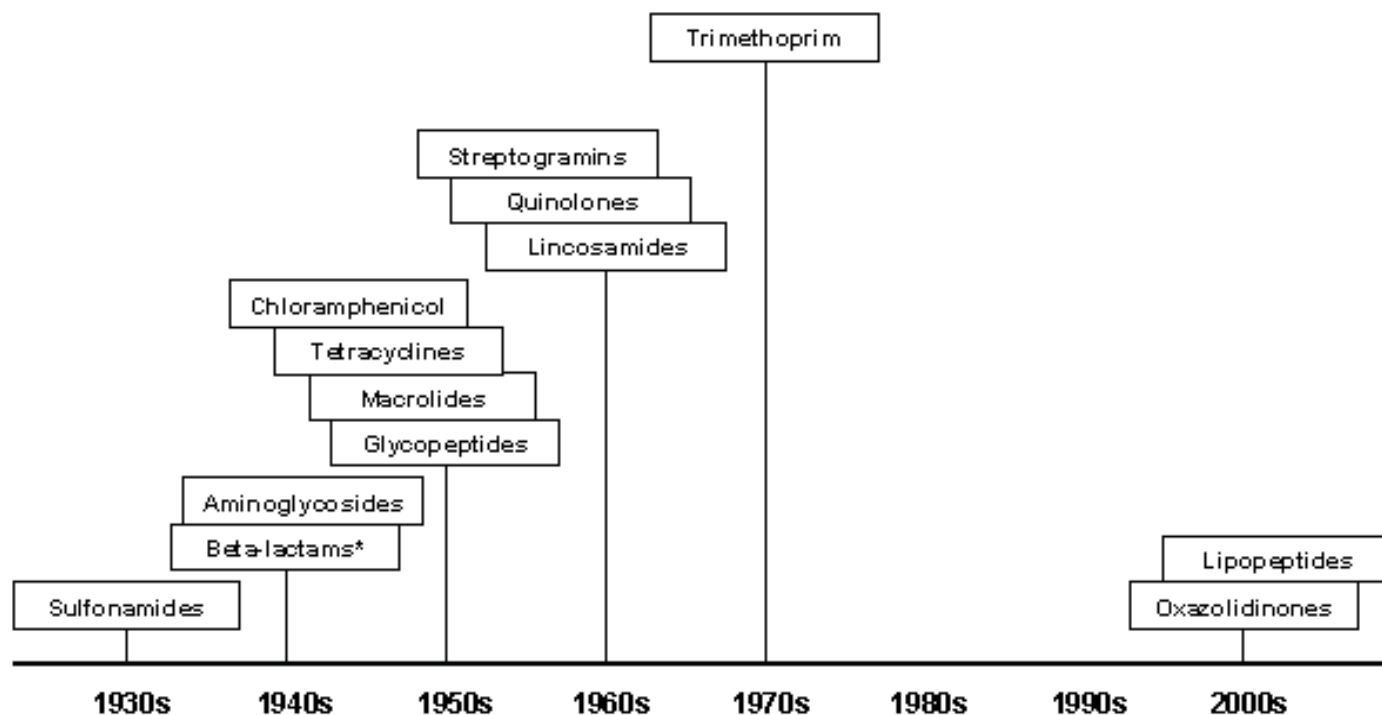 Trimethoprim
Streptogramins
Quinolones
Lincosamides
Chloramphenicol
Tetracyclines
Macrolides
Glycopeptides
Aminoglycosides
Beta-lactams*
Lipopeptides
Sulfonamides
Oxazolidinones
1930s 1940s 1950s 1960s 1970s 1980s 1990s 2000s